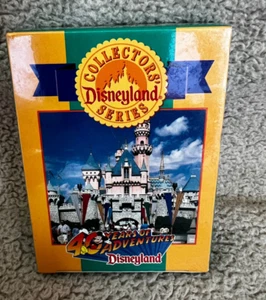 COLLECTORS'
Disneyland
SERIES
40 YEARS OF
ADVENTURE
Disneyland